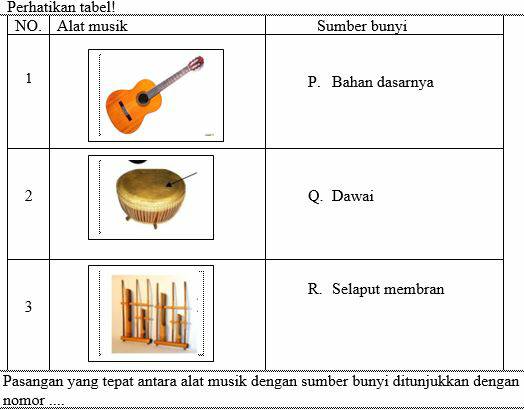 Perhatikan tabel!
NO. Alat musik Sumber bunyi
1 P. Bahan dasarnya
2 Q. Dawai
3 R. Selaput membran
Pasangan yang tepat antara alat musik dengan sumber bunyi ditunjukkan dengan
nomor ....